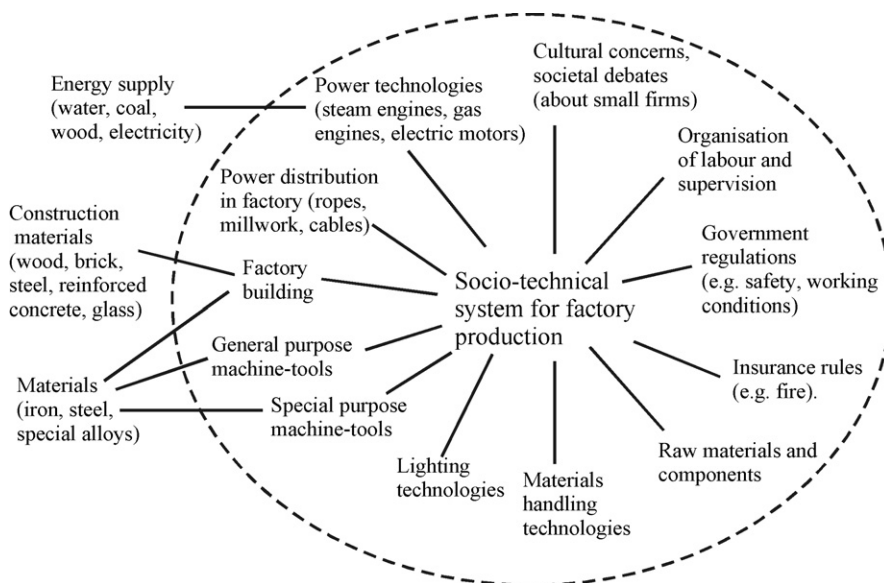 Cultural concerns,
societal debates
(about small firms)
Energy supply
(water, coal,
wood, electricity)
Power technologies
(steam engines, gas
engines, electric motors)
Organisation
of labour and
supervision
Power distribution
in factory (ropes,
millwork, cables)
Construction
materials
(wood, brick,
steel, reinforced
concrete, glass)
Factory
building
Government
regulations
(e.g. safety, working
conditions)
Socio-technical
system for factory
production
General purpose
machine-tools
Insurance rules
(e.g. fire).
Materials
(iron, steel,
special alloys)
Special purpose
machine-tools
Raw materials and
components
Lighting
technologies
Materials
handling
technologies